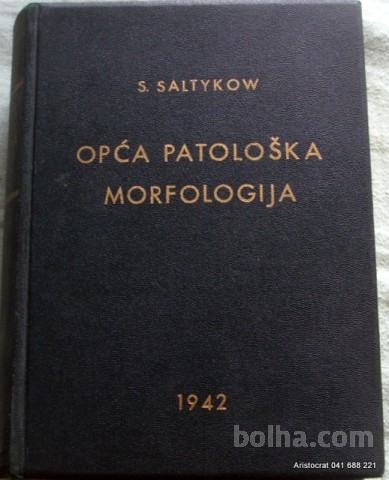 S. SALTYKOW
OPĆA PATOLOŠKA
MORFOLOGIJA
1942
bolha.com
Aristocrat 041 688 221